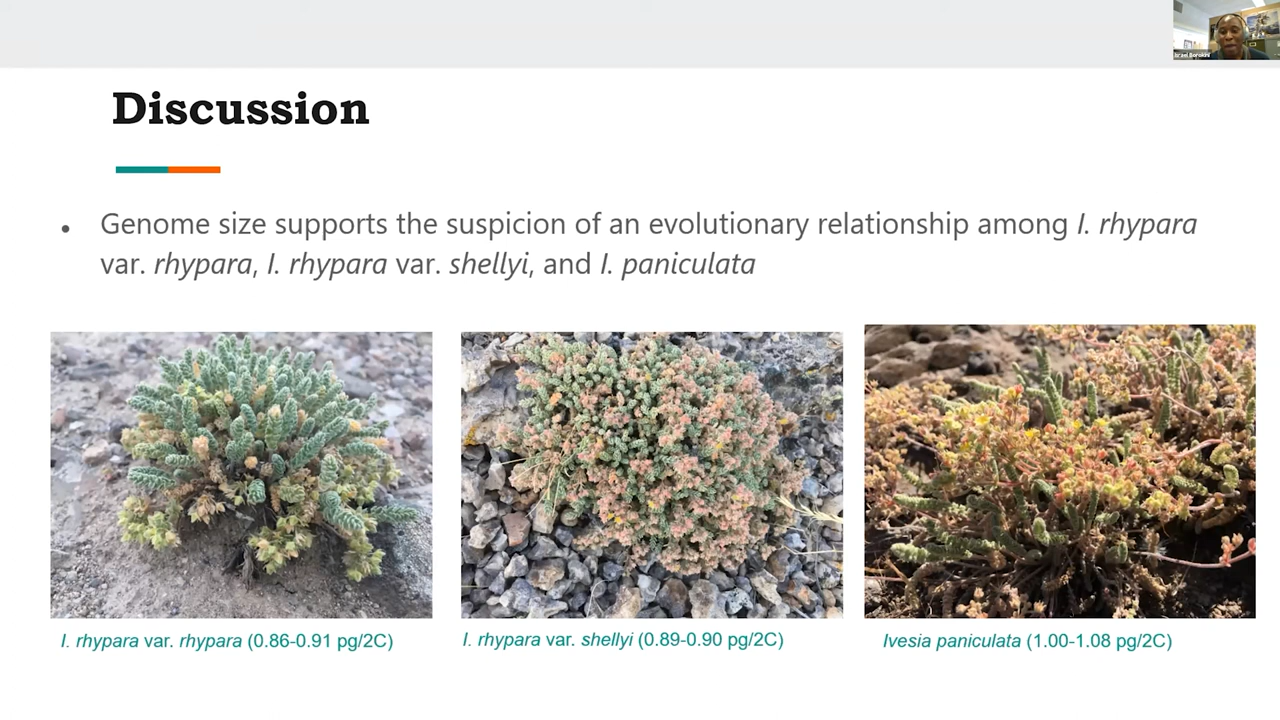 Israel Borokini
Discussion
• Genome size supports the suspicion of an evolutionary relationship among I. rhypara
var. rhypara, I. rhypara var. shellyi, and I. paniculata
I. rhypara var. rhypara (0.86-0.91 pg/2C)
I. rhypara var. shellyi (0.89-0.90 pg/2C)
Ivesia paniculata (1.00-1.08 pg/2C)